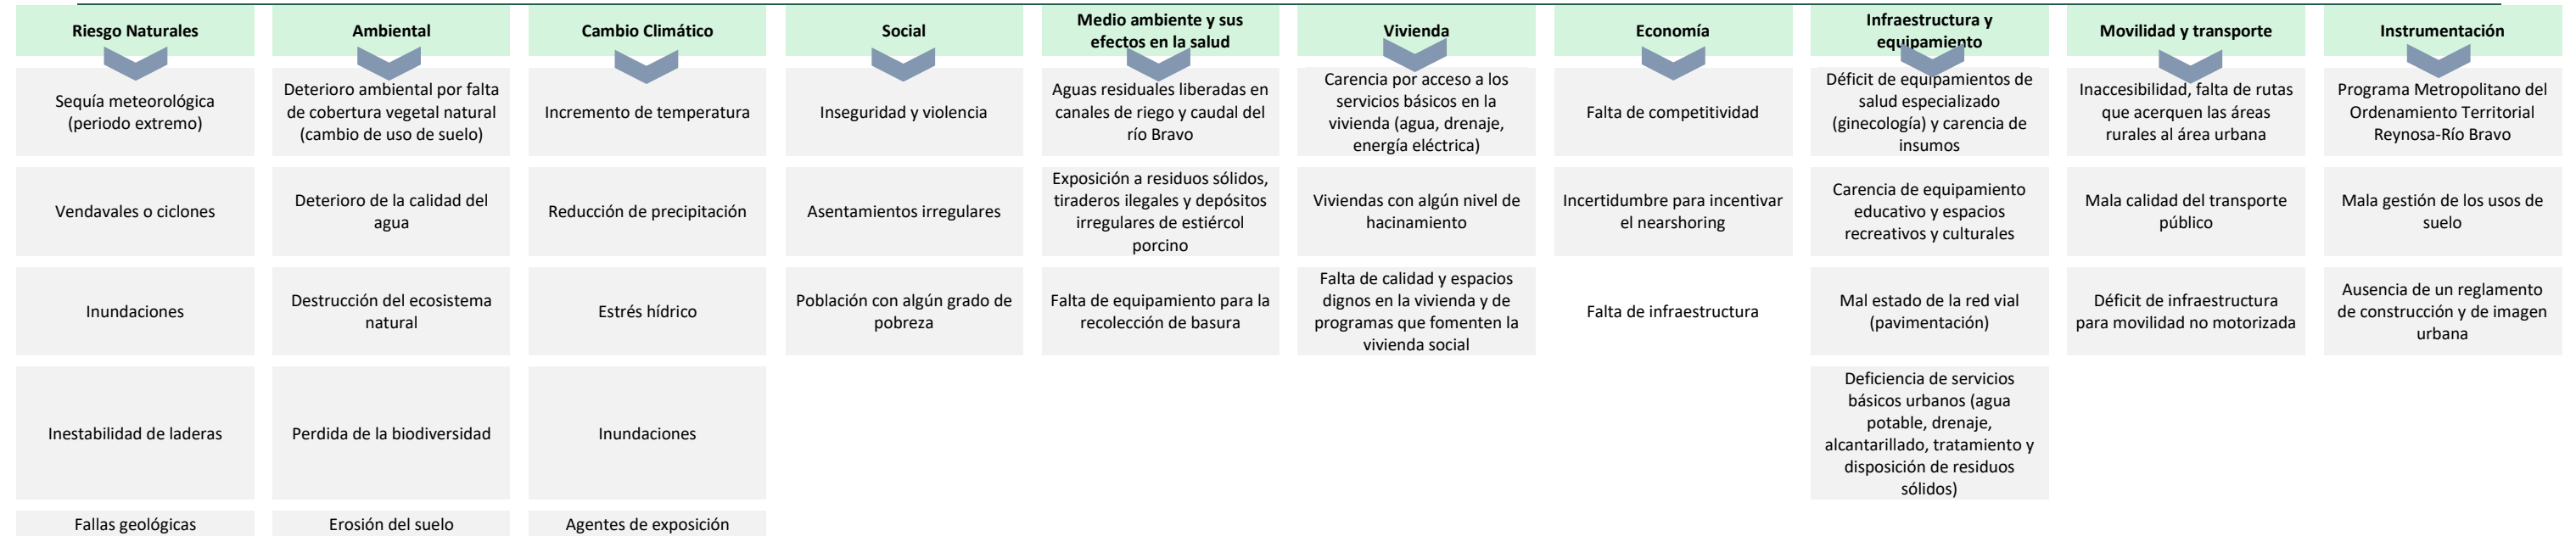 Riesgo Naturales
Ambiental
Cambio Climático
Social
Medio ambiente y sus
efectos en la salud
Vivienda
Economía
Infraestructura y
equipamiento
Movilidad y transporte
Instrumentación
Sequía meteorológica
(periodo extremo)
Deterioro ambiental por falta
de cobertura vegetal natural
(cambio de uso de suelo)
Incremento de temperatura
Inseguridad y violencia
Aguas residuales liberadas en
canales de riego y caudal del
río Bravo
Carencia por acceso a los
servicios básicos en la
vivienda (agua, drenaje,
energía eléctrica)
Falta de competitividad
Déficit de equipamientos de
salud especializado
(ginecología) y carencia de
insumos
Inaccesibilidad, falta de rutas
que acerquen las áreas
rurales al área urbana
Programa Metropolitano del
Ordenamiento Territorial
Reynosa-Río Bravo
Vendavales o ciclones
Deterioro de la calidad del
agua
Reducción de precipitación
Asentamientos irregulares
Exposición a residuos sólidos,
tiraderos ilegales y depósitos
irregulares de estiércol
porcino
Viviendas con algún nivel de
hacinamiento
Incertidumbre para incentivar
el nearshoring
Carencia de equipamiento
educativo y espacios
recreativos y culturales
Mala calidad del transporte
público
Mala gestión de los usos de
suelo
Inundaciones
Destrucción del ecosistema
natural
Estrés hídrico
Población con algún grado de
pobreza
Falta de equipamiento para la
recolección de basura
Falta de calidad y espacios
dignos en la vivienda y de
programas que fomenten la
vivienda social
Falta de infraestructura
Mal estado de la red vial
(pavimentación)
Déficit de infraestructura
para movilidad no motorizada
Ausencia de un reglamento
de construcción y de imagen
urbana
Inestabilidad de laderas
Perdida de la biodiversidad
Inundaciones
Deficiencia de servicios
básicos urbanos (agua
potable, drenaje,
alcantarillado, tratamiento y
disposición de residuos
sólidos)
Fallas geológicas
Erosión del suelo
Agentes de exposición